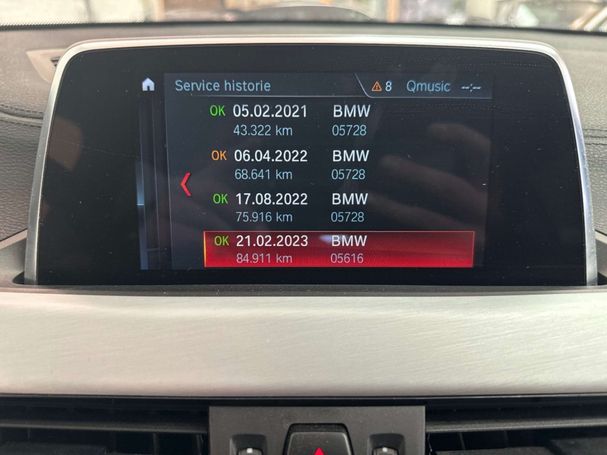 Service historie 8 Qmusic --:--
OK 05.02.2021 BMW
43.322 km 05728
OK 06.04.2022 BMW
68.641 km 05728
OK 17.08.2022 BMW
75.916 km 05728
OK 21.02.2023 BMW
84.911 km 05616